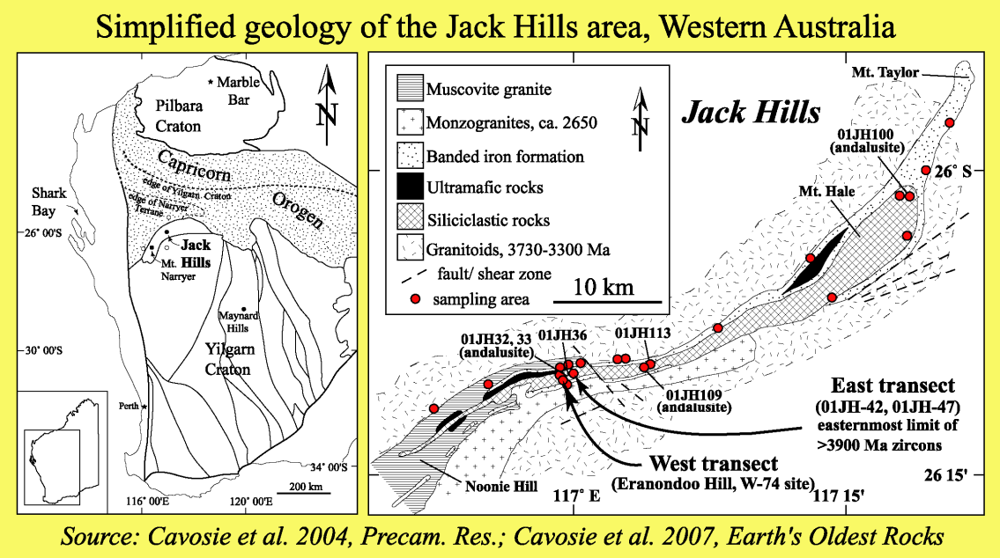 Simplified geology of the Jack Hills area, Western Australia
Marble
Bar
Pilbara
Craton
N
Capricorn
Orogen
edge of Yilgarn Craton
edge of Narryer
Terrane
Shark
Bay
26° 00'S
Jack
Hills
Mt.
Narryer
Maynard
Hills
30° 00'S
Yilgarn
Craton
Perth
34° 00'S
200 km
116° 00'E
120° 00'E
Muscovite granite
Monzogranites, ca. 2650
Banded iron formation
Ultramafic rocks
Siliciclastic rocks
Granitoids, 3730-3300 Ma
fault/ shear zone
sampling area
N
10 km
Jack Hills
Mt. Taylor
01JH100
(andalusite)
26° S
Mt. Hale
01JH32, 33
(andalusite)
01JH36
01JH113
01JH109
(andalusite)
East transect
(01JH-42, 01JH-47)
easternmost limit of
>3900 Ma zircons
West transect
(Eranondoo Hill, W-74 site)
Noonie Hill
117° E
117 15'
26 15'
Source: Cavosie et al. 2004, Precam. Res.; Cavosie et al. 2007, Earth's Oldest Rocks